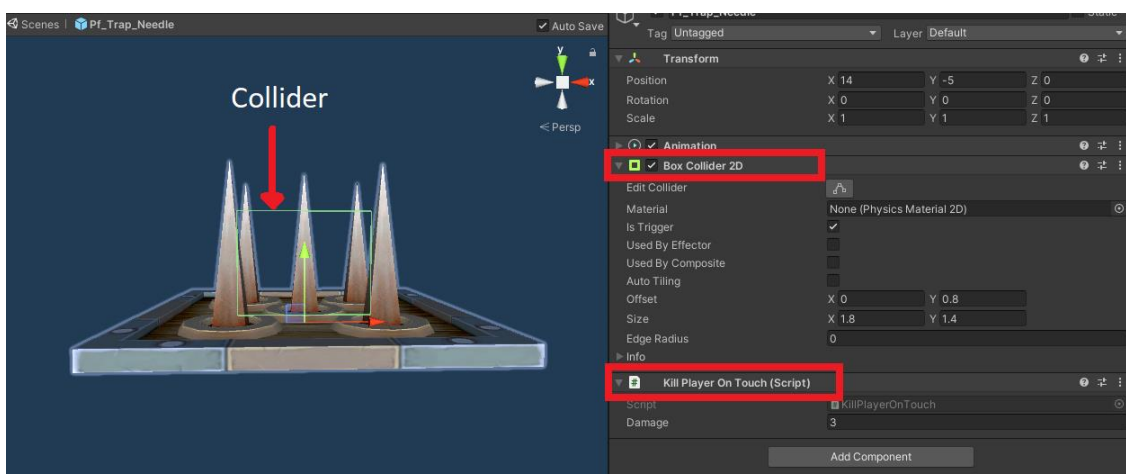 Scenes | Pf_Trap_Needle
Auto Save
Collider
y
x
Persp
Pf_Trap_Needle
Static
Tag Untagged Layer Default
Transform
Position X 14 Y -5 Z 0
Rotation X 0 Y 0 Z 0
Scale X 1 Y 1 Z 1
Animation
Box Collider 2D
Edit Collider
Material None (Physics Material 2D)
Is Trigger
Used By Effector
Used By Composite
Auto Tiling
Offset X 0 Y 0.8
Size X 1.8 Y 1.4
Edge Radius 0
Info
# Kill Player On Touch (Script)
Script KillPlayerOnTouch
Damage 3
Add Component